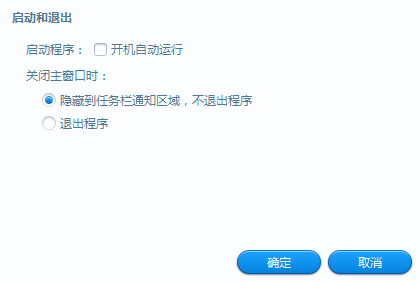 启动和退出
启动程序： 开机自动运行
关闭主窗口时：
隐藏到任务栏通知区域，不退出程序
退出程序
确定 取消